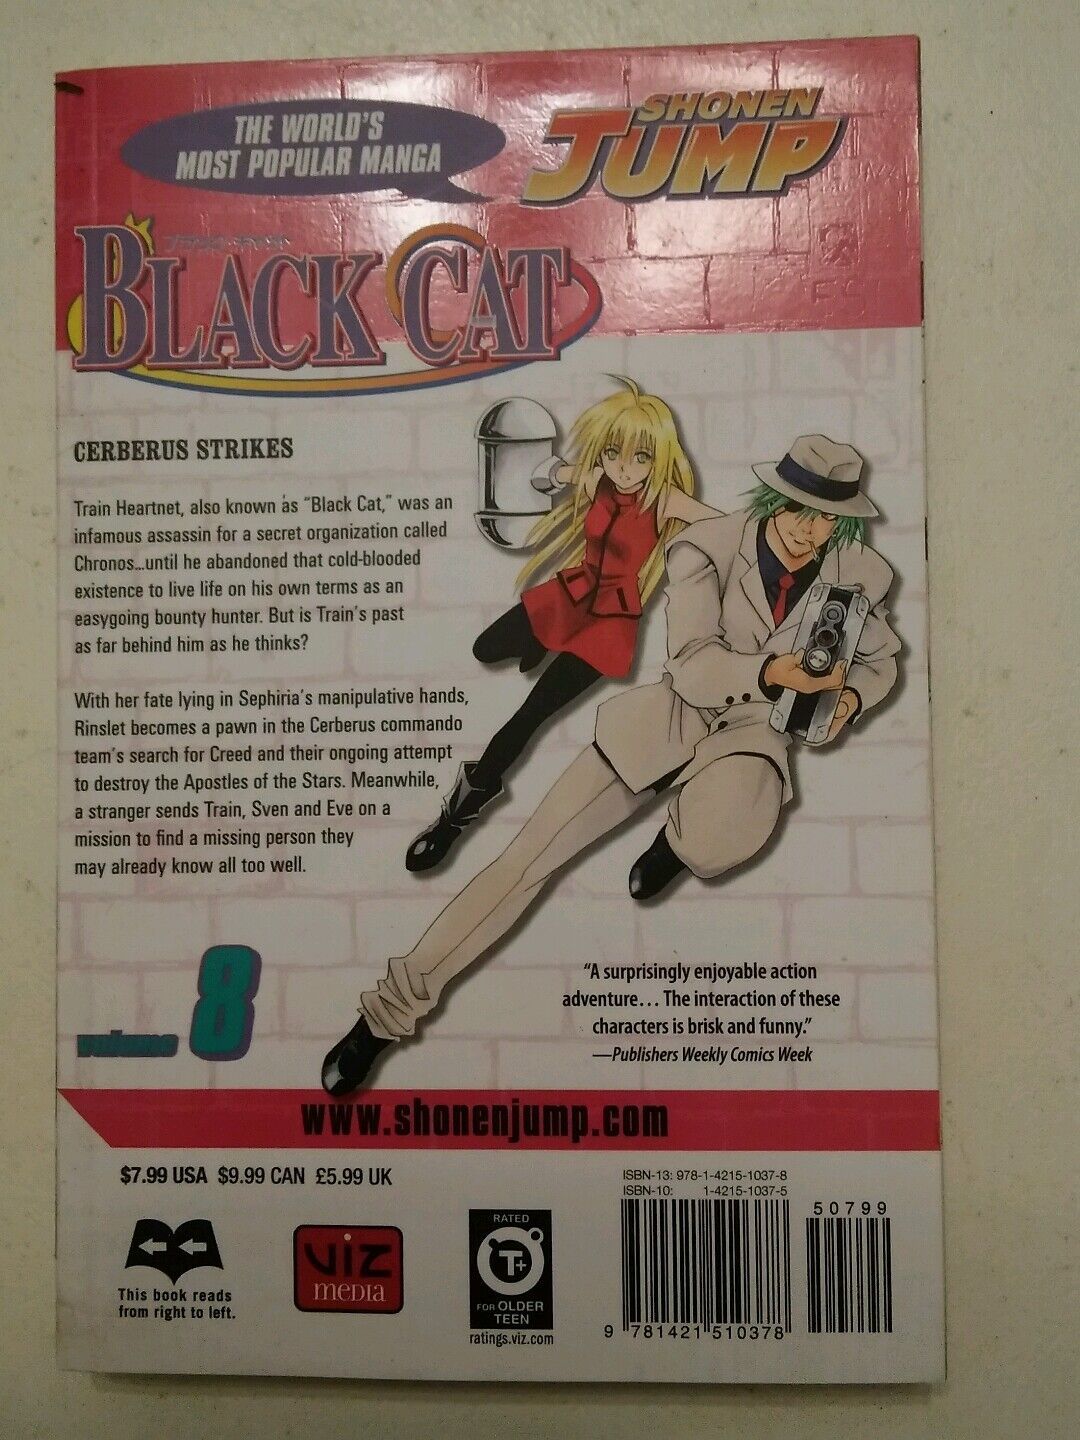 THE WORLD'S
MOST POPULAR MANGA
SHONEN
JUMP
ブラック・キャット
BLACK CAT
CERBERUS STRIKES
Train Heartnet, also known as "Black Cat," was an
infamous assassin for a secret organization called
Chronos...until he abandoned that cold-blooded
existence to live life on his own terms as an
easygoing bounty hunter. But is Train's past
as far behind him as he thinks?
With her fate lying in Sephiria's manipulative hands,
Rinslet becomes a pawn in the Cerberus commando
team's search for Creed and their ongoing attempt
to destroy the Apostles of the Stars. Meanwhile,
a stranger sends Train, Sven and Eve on a
mission to find a missing person they
may already know all too well.
volume 8
"A surprisingly enjoyable action
adventure... The interaction of these
characters is brisk and funny."
—Publishers Weekly Comics Week
www.shonenjump.com
$7.99 USA $9.99 CAN £5.99 UK
ISBN-13: 978-1-4215-1037-8
ISBN-10: 1-4215-1037-5
50799
9 781421 510378
This book reads
from right to left.
VIZ
MEDIA
RATED
T+
FOR OLDER
TEEN
ratings.viz.com